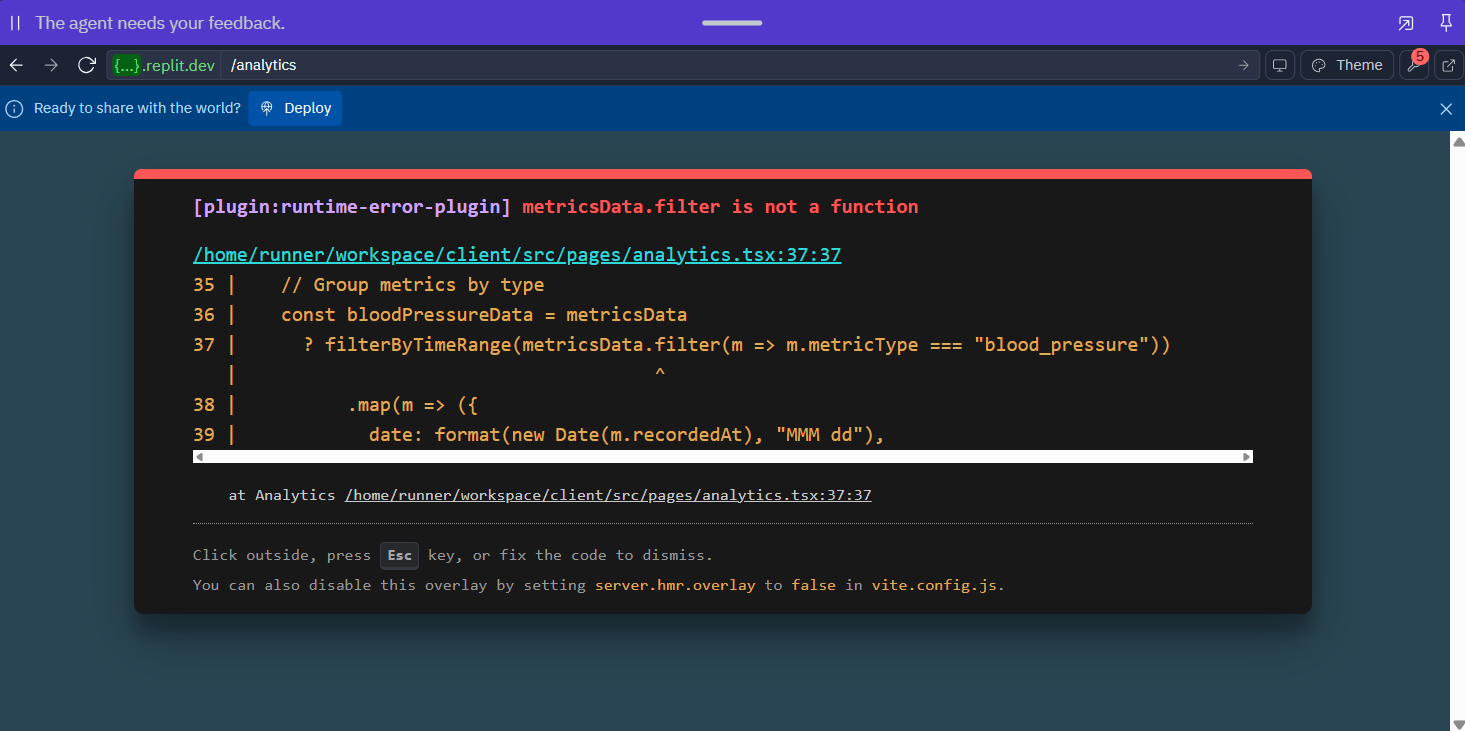 The agent needs your feedback.
{...}.replit.dev /analytics Theme 5
Ready to share with the world? Deploy
[plugin:runtime-error-plugin] metricsData.filter is not a function
/home/runner/workspace/client/src/pages/analytics.tsx:37:37
35 | // Group metrics by type
36 | const bloodPressureData = metricsData
37 | ? filterByTimeRange(metricsData.filter(m => m.metricType === "blood_pressure"))
| ^
38 | .map(m => ({
39 | date: format(new Date(m.recordedAt), "MMM dd"),
at Analytics /home/runner/workspace/client/src/pages/analytics.tsx:37:37
Click outside, press Esc key, or fix the code to dismiss.
You can also disable this overlay by setting server.hmr.overlay to false in vite.config.js.